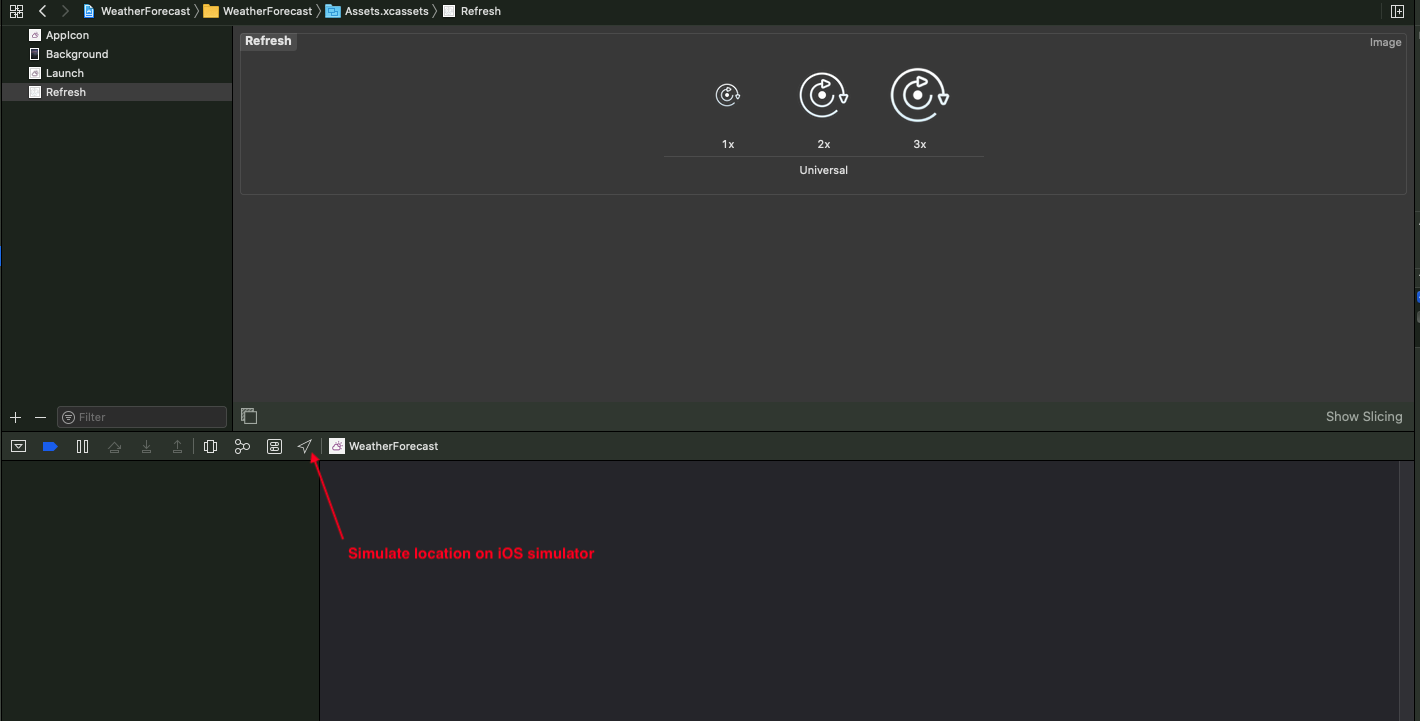 WeatherForecast WeatherForecast Assets.xcassets Refresh
AppIcon
Background
Launch
Refresh
Refresh
Image
1x 2x 3x
Universal
Filter
Show Slicing
WeatherForecast
Simulate location on iOS simulator